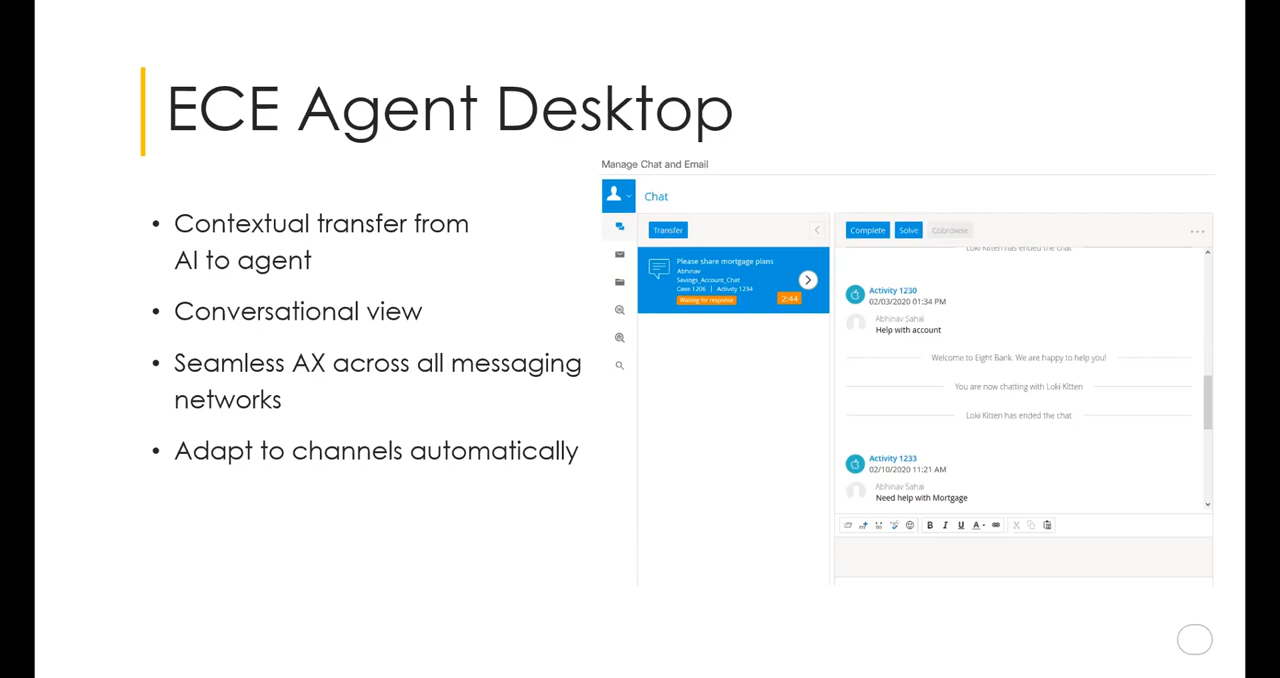 ECE Agent Desktop
• Contextual transfer from
AI to agent
• Conversational view
• Seamless AX across all messaging
networks
• Adapt to channels automatically
Manage Chat and Email
Chat
Transfer
Please share mortgage plans
Abhinav
Savings_Account_Chat
Case 1206 | Activity 1234
Waiting for response
2:44
Complete Solve Cobrowse
Loki Kitten has ended the chat
Activity 1230
02/03/2020 01:34 PM
Abhinav Sahai
Help with account
Welcome to Eight Bank. We are happy to help you!
You are now chatting with Loki Kitten
Loki Kitten has ended the chat
Activity 1233
02/10/2020 11:21 AM
Abhinav Sahai
Need help with Mortgage
B I U A